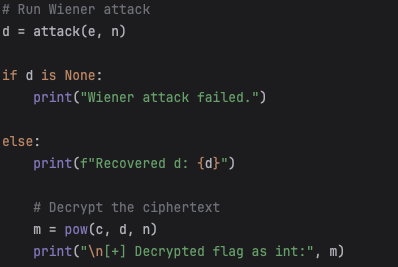 # Run Wiener attack
d = attack(e, n)
if d is None:
    print("Wiener attack failed.")
else:
    print(f"Recovered d: {d}")
    # Decrypt the ciphertext
    m = pow(c, d, n)
    print("\n[+] Decrypted flag as int:", m)